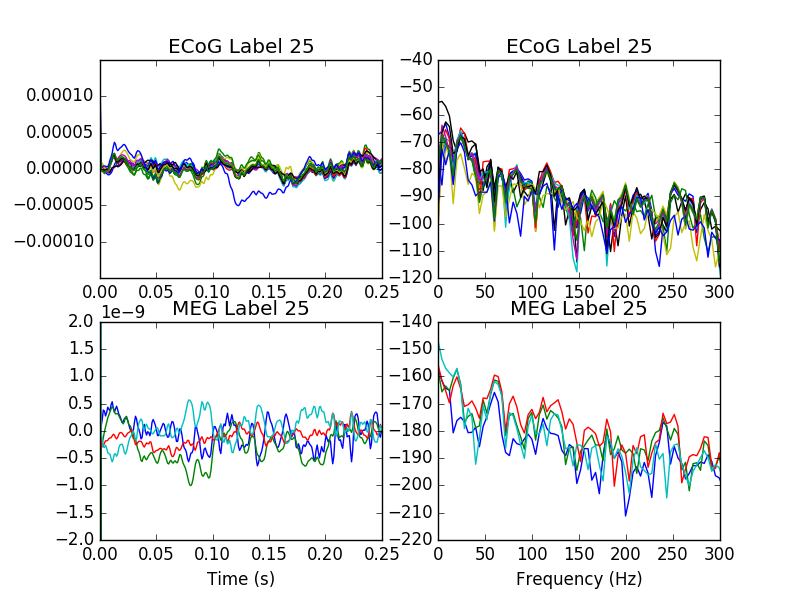 ECoG Label 25
0.00010
0.00005
0.00000
−0.00005
−0.00010
0.00 0.05 0.10 0.15 0.20 0.25
ECoG Label 25
−40
−50
−60
−70
−80
−90
−100
−110
−120
0 50 100 150 200 250 300
MEG Label 25
1e−9
2.0
1.5
1.0
0.5
0.0
−0.5
−1.0
−1.5
−2.0
0.00 0.05 0.10 0.15 0.20 0.25
Time (s)
MEG Label 25
−140
−150
−160
−170
−180
−190
−200
−210
−220
0 50 100 150 200 250 300
Frequency (Hz)